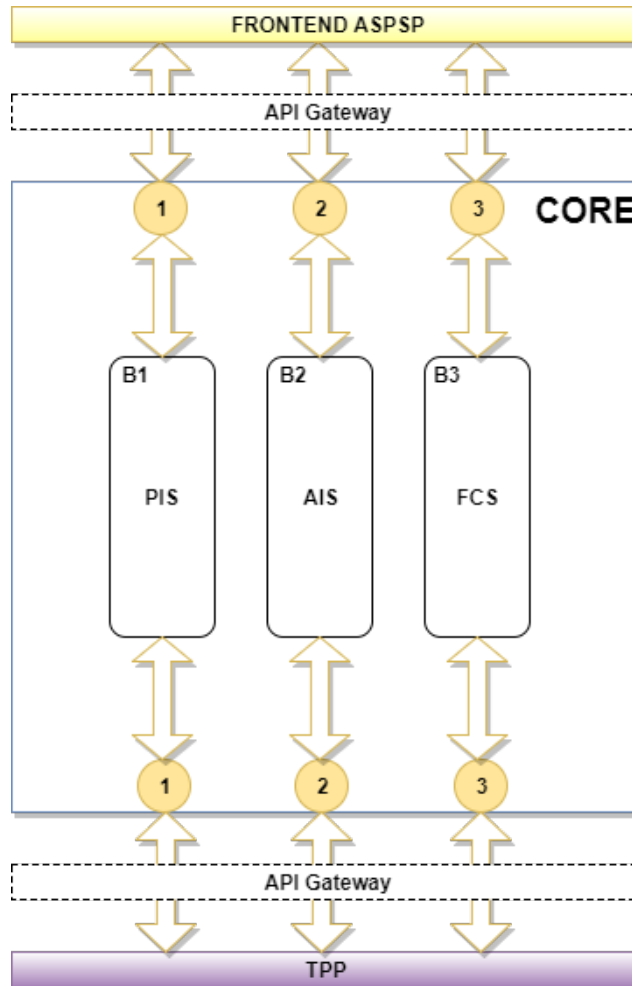 FRONTEND ASPSP
API Gateway
1 2 3 CORE
B1 B2 B3
PIS AIS FCS
1 2 3
API Gateway
TPP